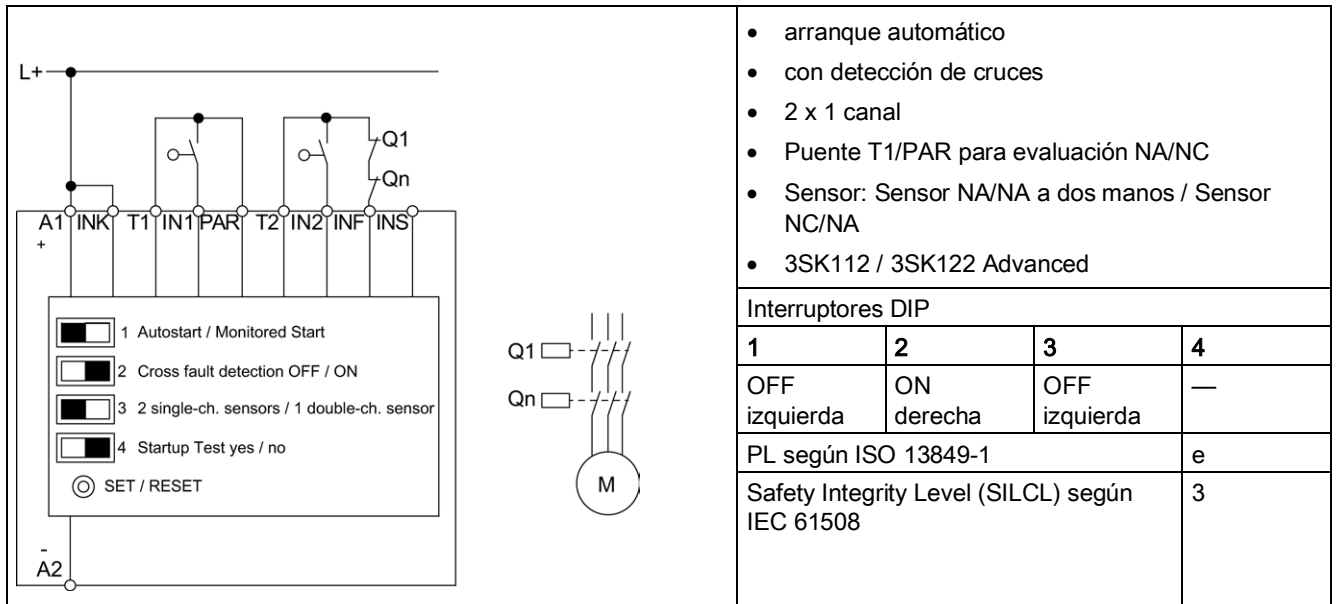 L+
Q1
Qn
A1 INK T1 IN1 PAR T2 IN2 INF INS
+
1 Autostart / Monitored Start
2 Cross fault detection OFF / ON
3 2 single-ch. sensors / 1 double-ch. sensor
4 Startup Test yes / no
SET / RESET
-
A2
Q1
Qn
M
• arranque automático
• con detección de cruces
• 2 x 1 canal
• Puente T1/PAR para evaluación NA/NC
• Sensor: Sensor NA/NA a dos manos / Sensor
NC/NA
• 3SK112 / 3SK122 Advanced
Interruptores DIP
1 2 3 4
OFF ON OFF —
izquierda derecha izquierda
PL según ISO 13849-1 e
Safety Integrity Level (SILCL) según 3
IEC 61508